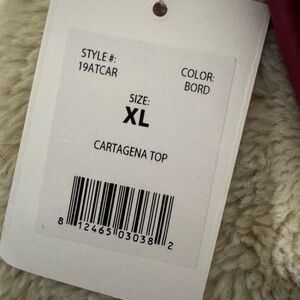 STYLE #:
19ATCAR
COLOR:
BORD
SIZE:
XL
CARTAGENA TOP
8 12465 03038 2